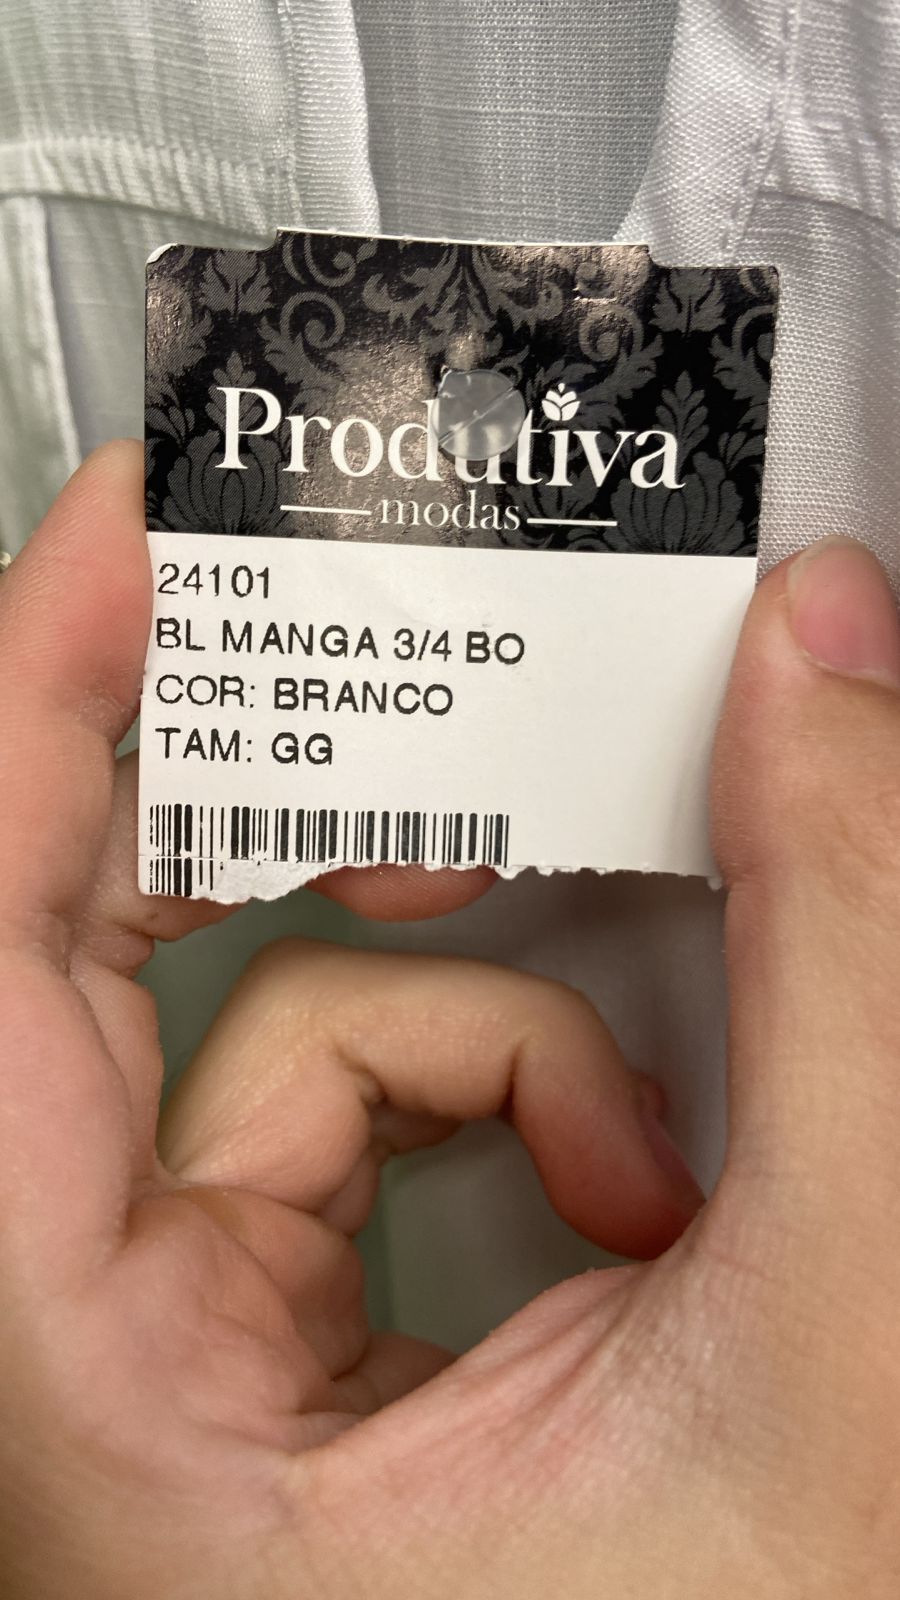 Produtiva
modas
24101
BL MANGA 3/4 BO
COR: BRANCO
TAM: GG